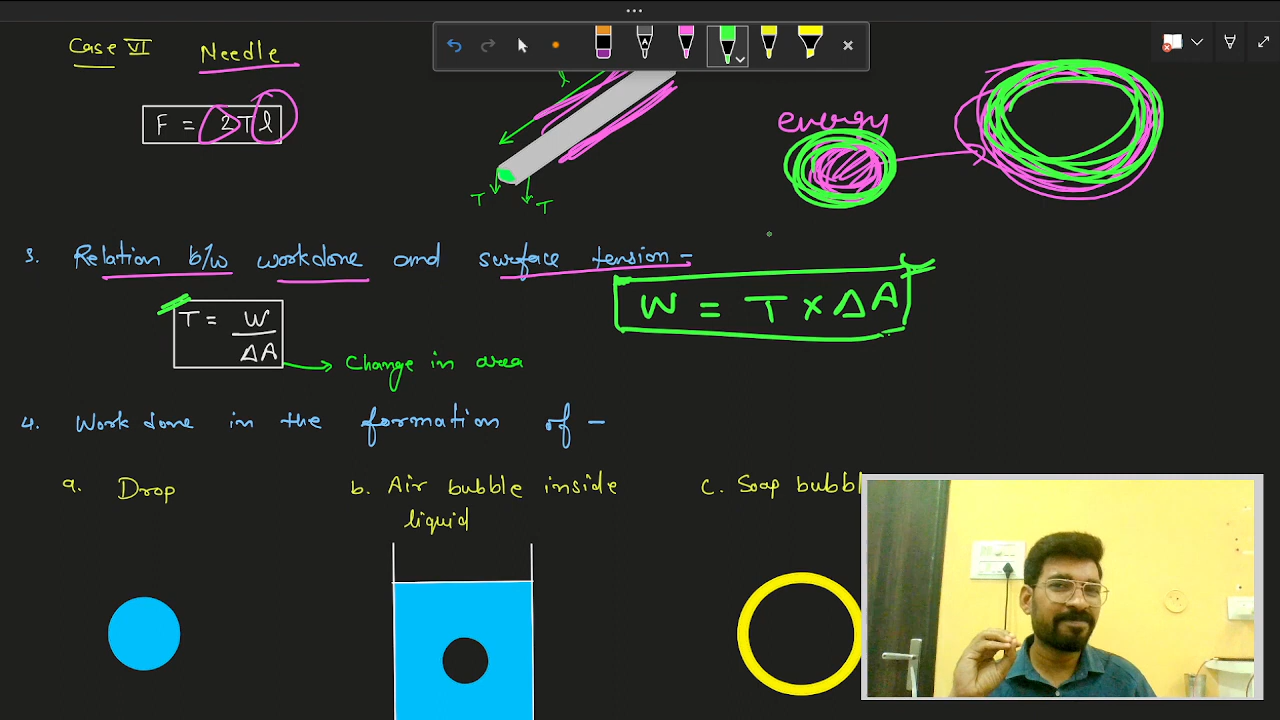 Case VI Needle
F = 2Tl
l
T
T
energy
3. Relation b/w workdone and surface tension -
T = W/ΔA
W = T × ΔA
Change in area
4. Work done in the formation of -
a. Drop
b. Air bubble inside liquid
c. Soap bubbl